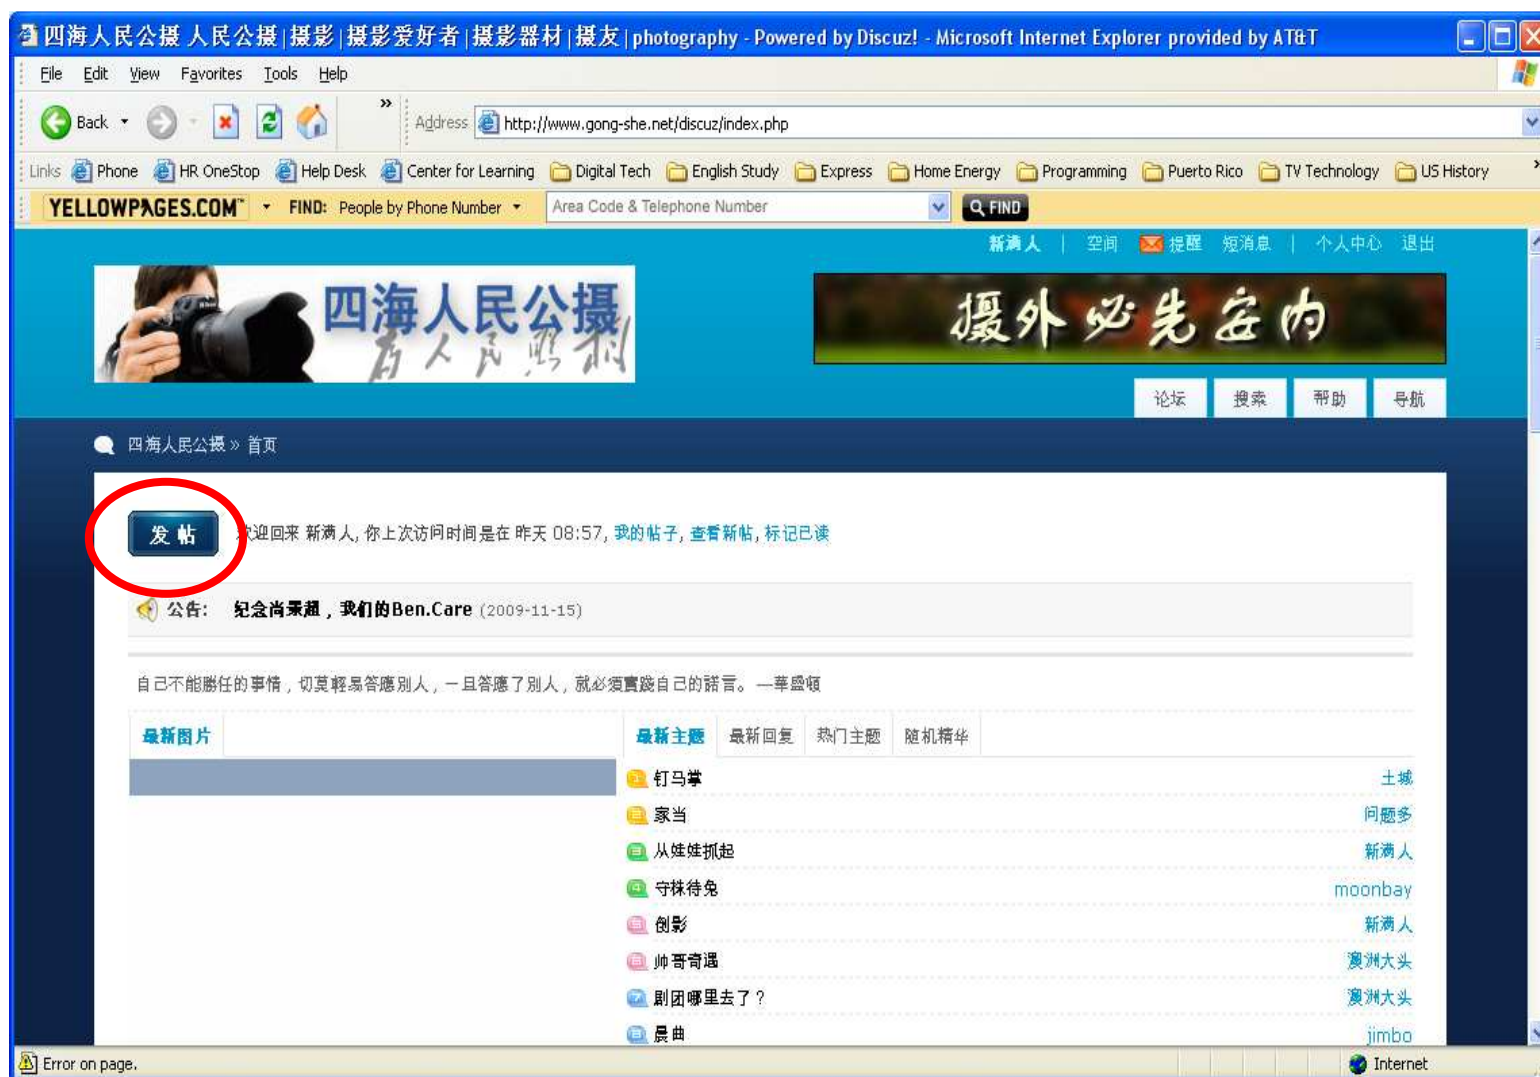 四海人民公摄 人民公摄|摄影|摄影爱好者|摄影器材|摄友|photography - Powered by Discuz! - Microsoft Internet Explorer provided by AT&T
File Edit View Favorites Tools Help
Back » Address http://www.gong-she.net/discuz/index.php
Links Phone HR OneStop Help Desk Center for Learning Digital Tech English Study Express Home Energy Programming Puerto Rico TV Technology US History »
YELLOWPAGES.COM FIND: People by Phone Number Area Code & Telephone Number FIND
新满人 | 空间 提醒 短消息 | 个人中心 退出
四海人民公摄
为人民照相
摄外必先安内
论坛 搜索 帮助 导航
四海人民公摄 » 首页
发帖 欢迎回来 新满人, 你上次访问时间是在 昨天 08:57, 我的帖子, 查看新帖, 标记已读
公告: 纪念尚景超，我们的Ben.Care (2009-11-15)
自己不能勝任的事情，切莫輕易答應別人，一旦答應了別人，就必須實踐自己的諾言。 —華盛頓
最新图片 最新主题 最新回复 热门主题 随机精华
钉马掌 土城
家当 问题多
从娃娃抓起 新满人
4 守株待兔 moonbay
倒影 新满人
帅哥奇遇 澳洲大头
7 剧团哪里去了？ 澳洲大头
晨曲 jimbo
Error on page. Internet